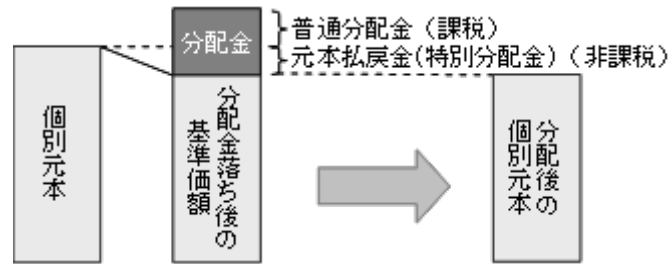 分配金
普通分配金（課税）
元本払戻金(特別分配金)（非課税）
個別元本
分配金落ち後の
基準価額
分配後の
個別元本